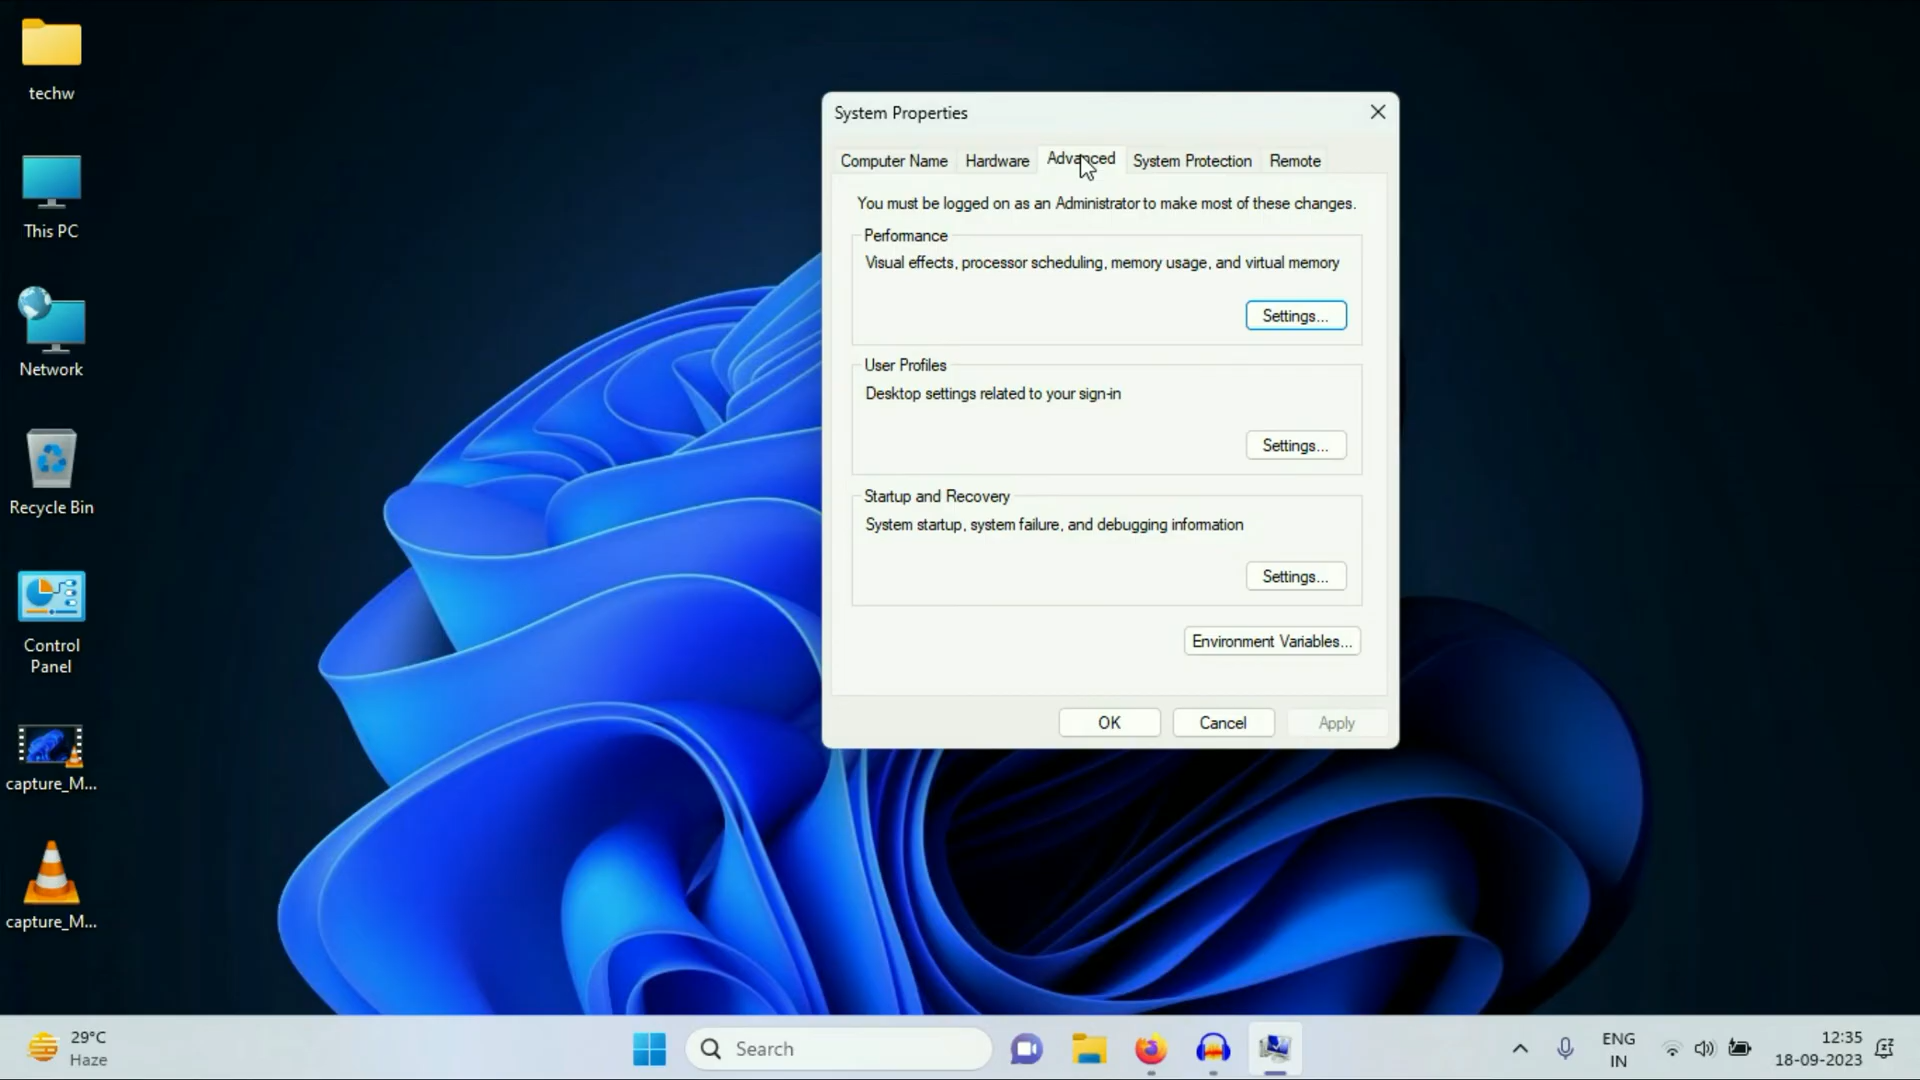 techw
This PC
Network
Recycle Bin
Control
Panel
capture_M...
capture_M...
System Properties
Computer Name
Hardware
Advanced
System Protection
Remote
You must be logged on as an Administrator to make most of these changes.
Performance
Visual effects, processor scheduling, memory usage, and virtual memory
Settings...
User Profiles
Desktop settings related to your sign-in
Settings...
Startup and Recovery
System startup, system failure, and debugging information
Settings...
Environment Variables...
OK
Cancel
Apply
29°C
Haze
Search
ENG
IN
12:35
18-09-2023